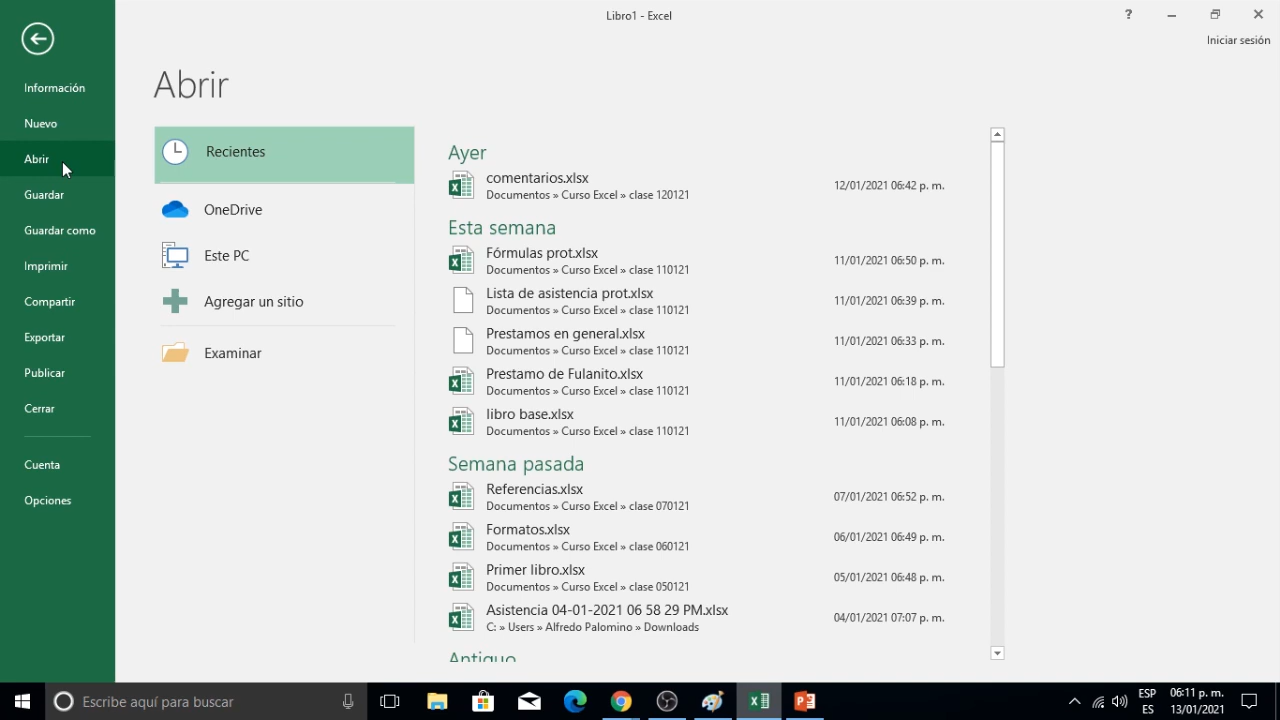 Libro1 - Excel
?
Iniciar sesión
Información
Nuevo
Abrir
Guardar
Guardar como
Imprimir
Compartir
Exportar
Publicar
Cerrar
Cuenta
Opciones
Abrir
Recientes
OneDrive
Este PC
Agregar un sitio
Examinar
Ayer
comentarios.xlsx
Documentos » Curso Excel » clase 120121
12/01/2021 06:42 p. m.
Esta semana
Fórmulas prot.xlsx
Documentos » Curso Excel » clase 110121
11/01/2021 06:50 p. m.
Lista de asistencia prot.xlsx
Documentos » Curso Excel » clase 110121
11/01/2021 06:39 p. m.
Prestamos en general.xlsx
Documentos » Curso Excel » clase 110121
11/01/2021 06:33 p. m.
Prestamo de Fulanito.xlsx
Documentos » Curso Excel » clase 110121
11/01/2021 06:18 p. m.
libro base.xlsx
Documentos » Curso Excel » clase 110121
11/01/2021 06:08 p. m.
Semana pasada
Referencias.xlsx
Documentos » Curso Excel » clase 070121
07/01/2021 06:52 p. m.
Formatos.xlsx
Documentos » Curso Excel » clase 060121
06/01/2021 06:49 p. m.
Primer libro.xlsx
Documentos » Curso Excel » clase 050121
05/01/2021 06:48 p. m.
Asistencia 04-01-2021 06 58 29 PM.xlsx
C: » Users » Alfredo Palomino » Downloads
04/01/2021 07:07 p. m.
Antiguo
Escribe aquí para buscar
ESP
ES
06:11 p. m.
13/01/2021